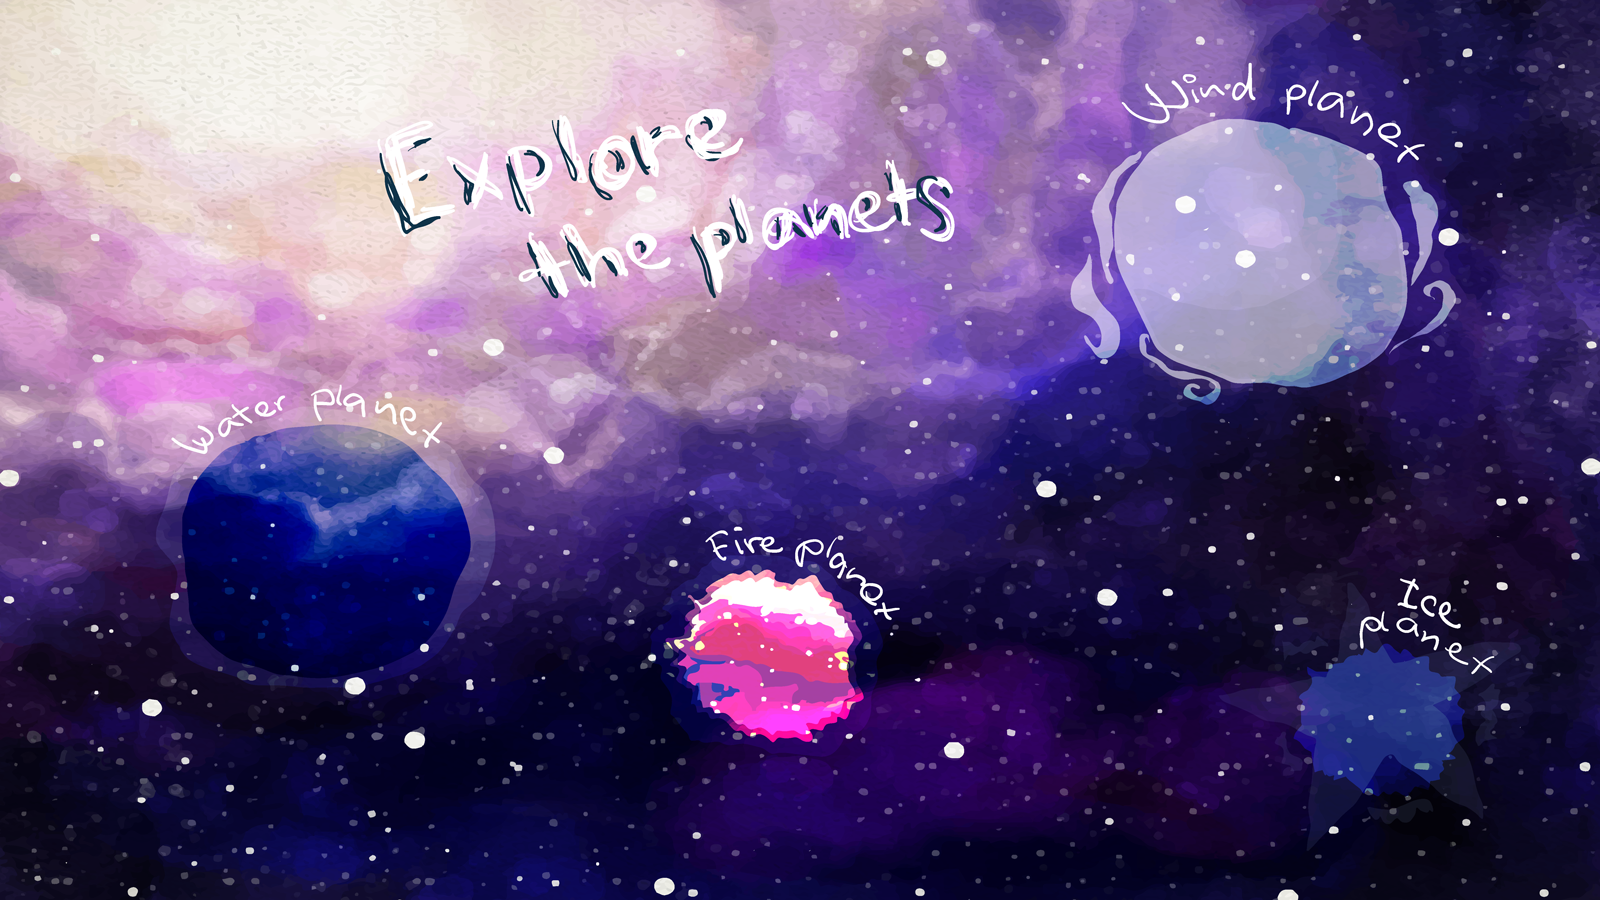 Explore
the planets
Wind planet
Water planet
Fire planet
Ice
planet